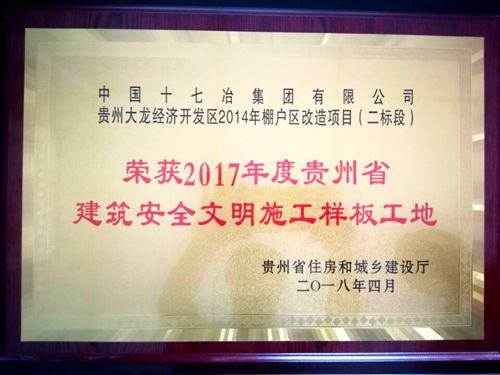 中国十七冶集团有限公司
贵州大龙经济开发区2014年棚户区改造项目（二标段）
荣获2017年度贵州省
建筑安全文明施工样板工地
贵州省住房和城乡建设厅
二〇一八年四月